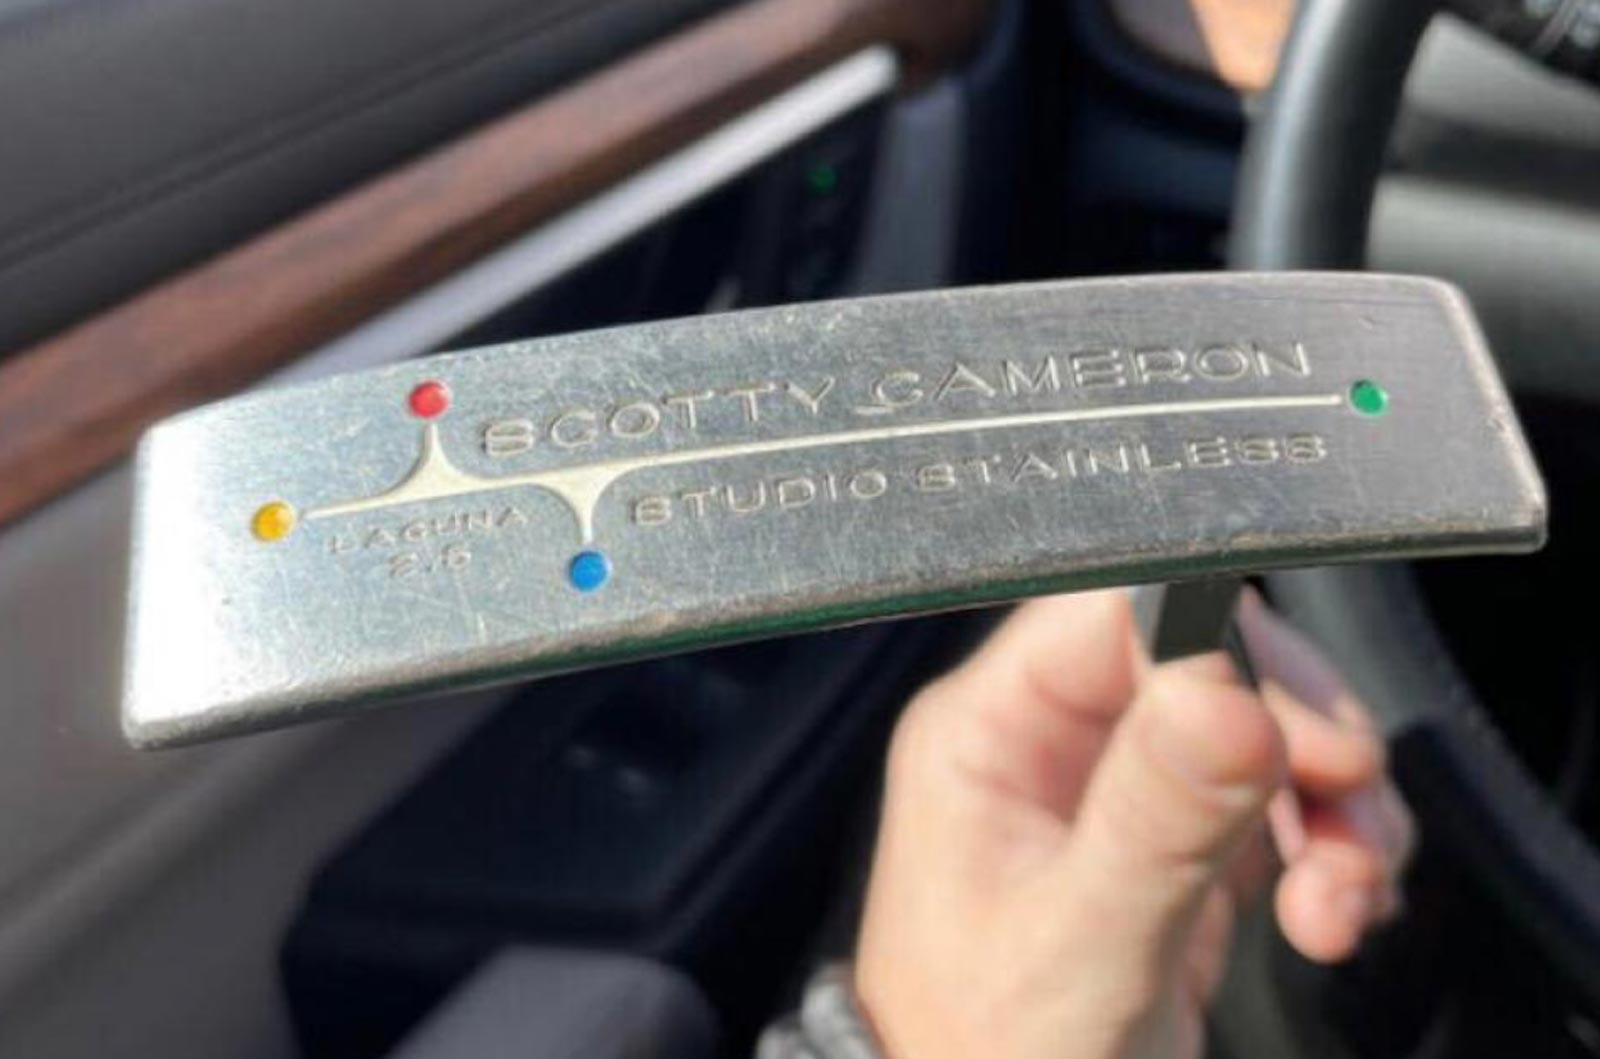 SCOTTY CAMERON
STUDIO STAINLESS
LAGUNA
2.5